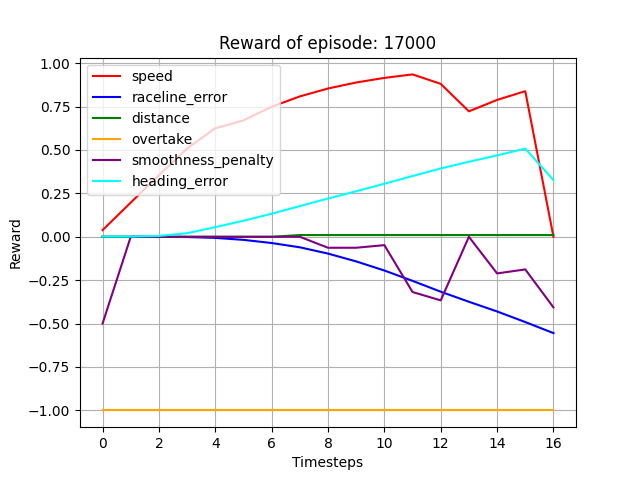 Reward of episode: 17000
1.00
0.75
0.50
0.25
0.00
−0.25
−0.50
−0.75
−1.00
Reward
speed
raceline_error
distance
overtake
smoothness_penalty
heading_error
0 2 4 6 8 10 12 14 16
Timesteps